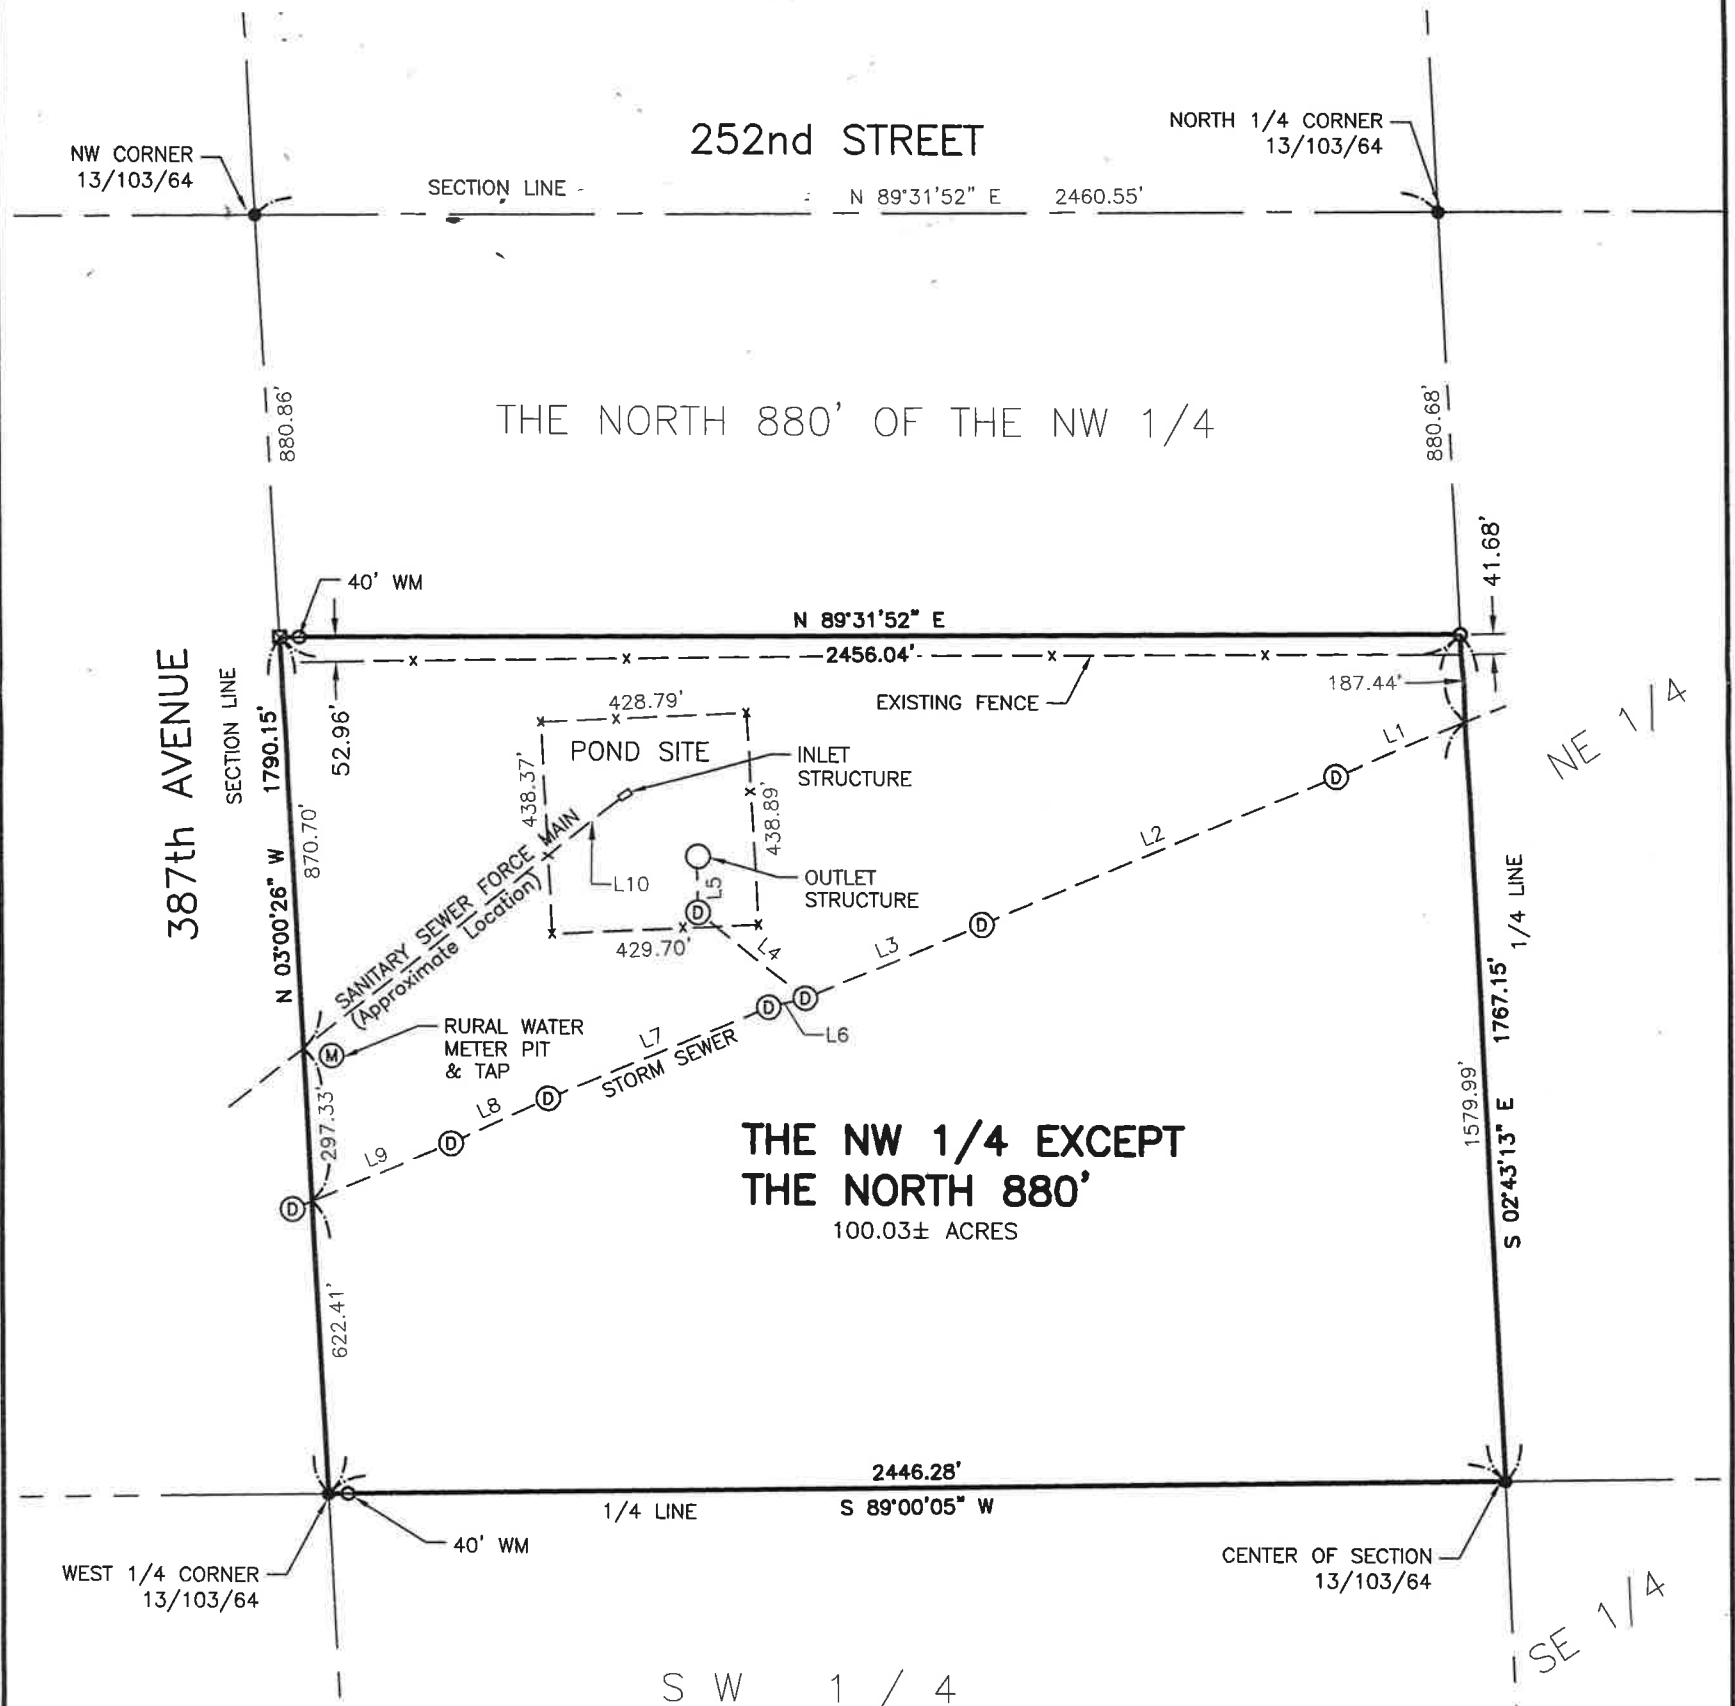 252nd STREET
NORTH 1/4 CORNER
13/103/64
NW CORNER
13/103/64
SECTION LINE
N 89°31'52" E 2460.55'
880.86'
880.68'
THE NORTH 880' OF THE NW 1/4
41.68'
40' WM
N 89°31'52" E
2456.04'
187.44'
EXISTING FENCE
387th AVENUE
SECTION LINE
1790.15'
N 03°00'26" W
52.96'
870.70'
428.79'
POND SITE
INLET
STRUCTURE
438.37'
438.89'
L1
D
L2
NE 1/4
SANITARY SEWER FORCE MAIN
(Approximate Location)
L10
L5
OUTLET
STRUCTURE
D
D
429.70'
L4
L3
1/4 LINE
1767.15'
S 02°43'13" E
1579.99'
D
D
L6
M
RURAL WATER
METER PIT
& TAP
L7
STORM SEWER
297.33'
L8
D
D
L9
D
THE NW 1/4 EXCEPT
THE NORTH 880'
100.03± ACRES
622.41'
2446.28'
1/4 LINE
S 89°00'05" W
40' WM
WEST 1/4 CORNER
13/103/64
CENTER OF SECTION
13/103/64
SE 1/4
SW 1/4